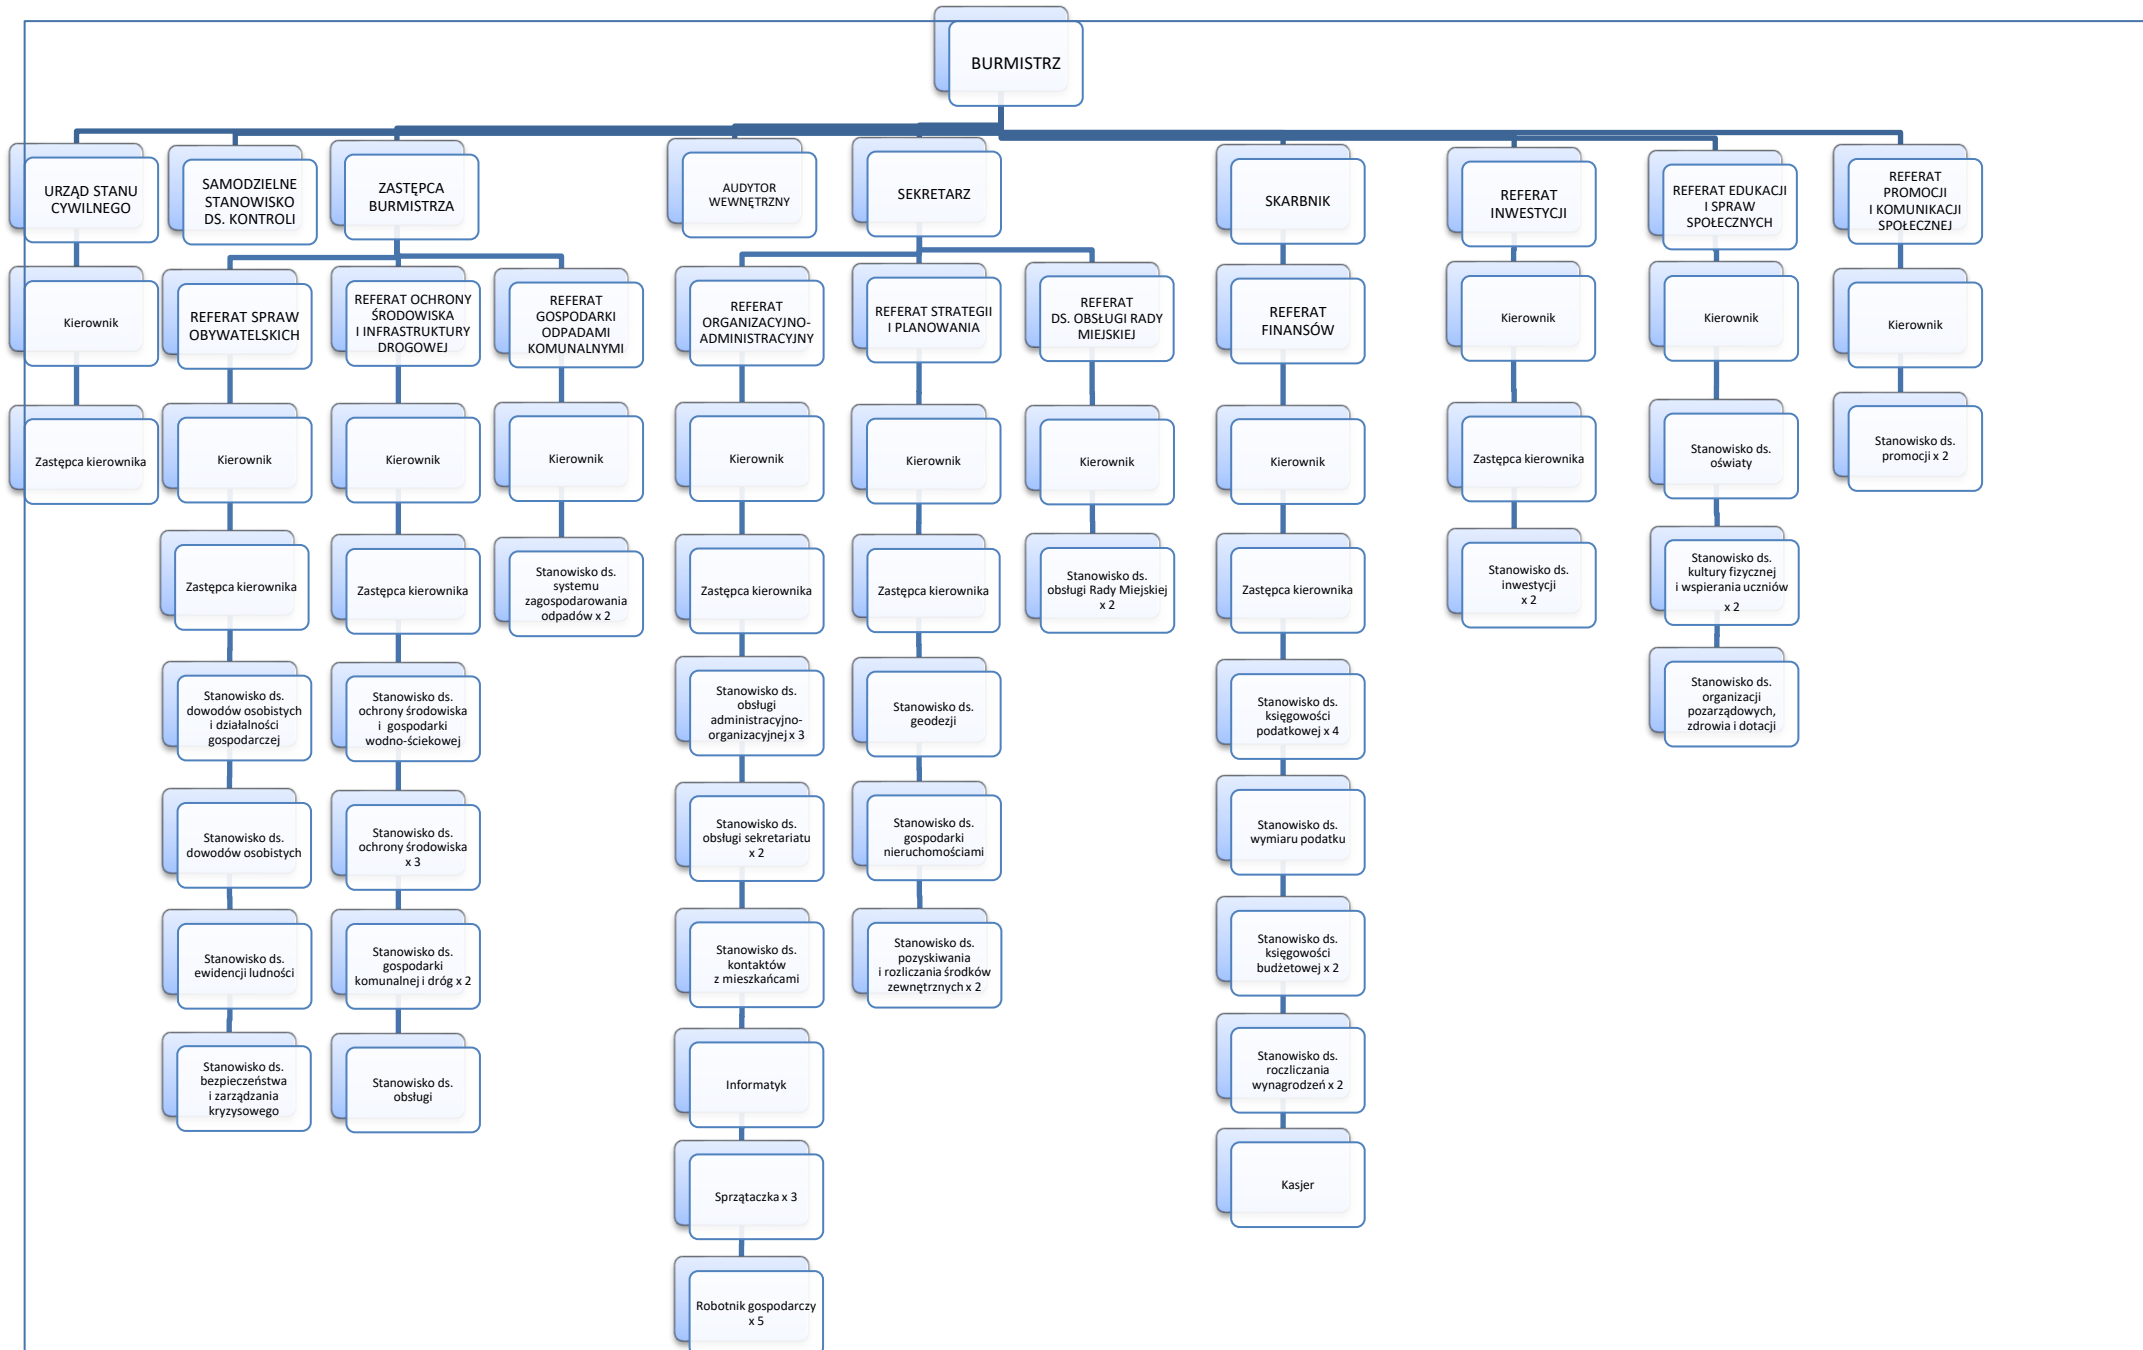 BURMISTRZ
URZĄD STANU
CYWILNEGO
SAMODZIELNE
STANOWISKO
DS. KONTROLI
ZASTĘPCA
BURMISTRZA
AUDYTOR
WEWNĘTRZNY
SEKRETARZ
SKARBNIK
REFERAT
INWESTYCJI
REFERAT EDUKACJI
I SPRAW
SPOŁECZNYCH
REFERAT
PROMOCJI
I KOMUNIKACJI
SPOŁECZNEJ
Kierownik
REFERAT SPRAW
OBYWATELSKICH
REFERAT OCHRONY
ŚRODOWISKA
I INFRASTRUKTURY
DROGOWEJ
REFERAT
GOSPODARKI
ODPADAMI
KOMUNALNYMI
REFERAT
ORGANIZACYJNO-
ADMINISTRACYJNY
REFERAT STRATEGII
I PLANOWANIA
REFERAT
DS. OBSŁUGI RADY
MIEJSKIEJ
REFERAT
FINANSÓW
Kierownik
Kierownik
Kierownik
Zastępca kierownika
Kierownik
Kierownik
Kierownik
Kierownik
Kierownik
Kierownik
Kierownik
Zastępca kierownika
Stanowisko ds.
oświaty
Stanowisko ds.
promocji x 2
Zastępca kierownika
Zastępca kierownika
Stanowisko ds.
systemu
zagospodarowania
odpadów x 2
Zastępca kierownika
Zastępca kierownika
Stanowisko ds.
obsługi Rady Miejskiej
x 2
Zastępca kierownika
Stanowisko ds.
inwestycji
x 2
Stanowisko ds.
kultury fizycznej
i wspierania uczniów
x 2
Stanowisko ds.
dowodów osobistych
i działalności
gospodarczej
Stanowisko ds.
ochrony środowiska
i gospodarki
wodno-ściekowej
Stanowisko ds.
obsługi
administracyjno-
organizacyjnej x 3
Stanowisko ds.
geodezji
Stanowisko ds.
księgowości
podatkowej x 4
Stanowisko ds.
organizacji
pozarządowych,
zdrowia i dotacji
Stanowisko ds.
dowodów osobistych
Stanowisko ds.
ochrony środowiska
x 3
Stanowisko ds.
obsługi sekretariatu
x 2
Stanowisko ds.
gospodarki
nieruchomościami
Stanowisko ds.
wymiaru podatku
Stanowisko ds.
ewidencji ludności
Stanowisko ds.
gospodarki
komunalnej i dróg x 2
Stanowisko ds.
kontaktów
z mieszkańcami
Stanowisko ds.
pozyskiwania
i rozliczania środków
zewnętrznych x 2
Stanowisko ds.
księgowości
budżetowej x 2
Stanowisko ds.
bezpieczeństwa
i zarządzania
kryzysowego
Stanowisko ds.
obsługi
Informatyk
Stanowisko ds.
roczliczania
wynagrodzeń x 2
Sprzątaczka x 3
Kasjer
Robotnik gospodarczy
x 5